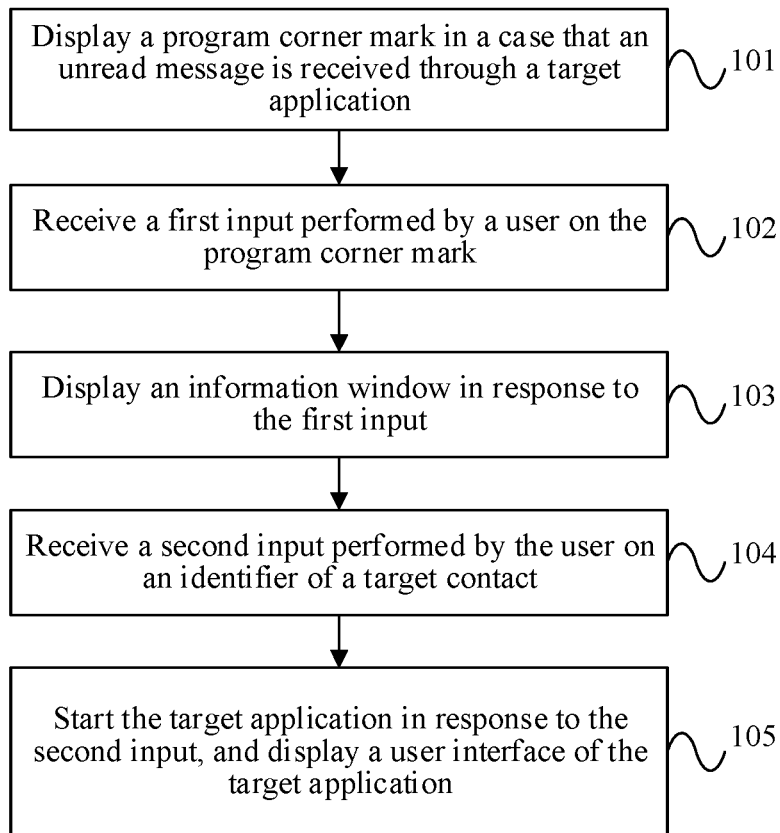 Display a program corner mark in a case that an
unread message is received through a target
application
101
Receive a first input performed by a user on the
program corner mark
102
Display an information window in response to
the first input
103
Receive a second input performed by the user on
an identifier of a target contact
104
Start the target application in response to the
second input, and display a user interface of the
target application
105